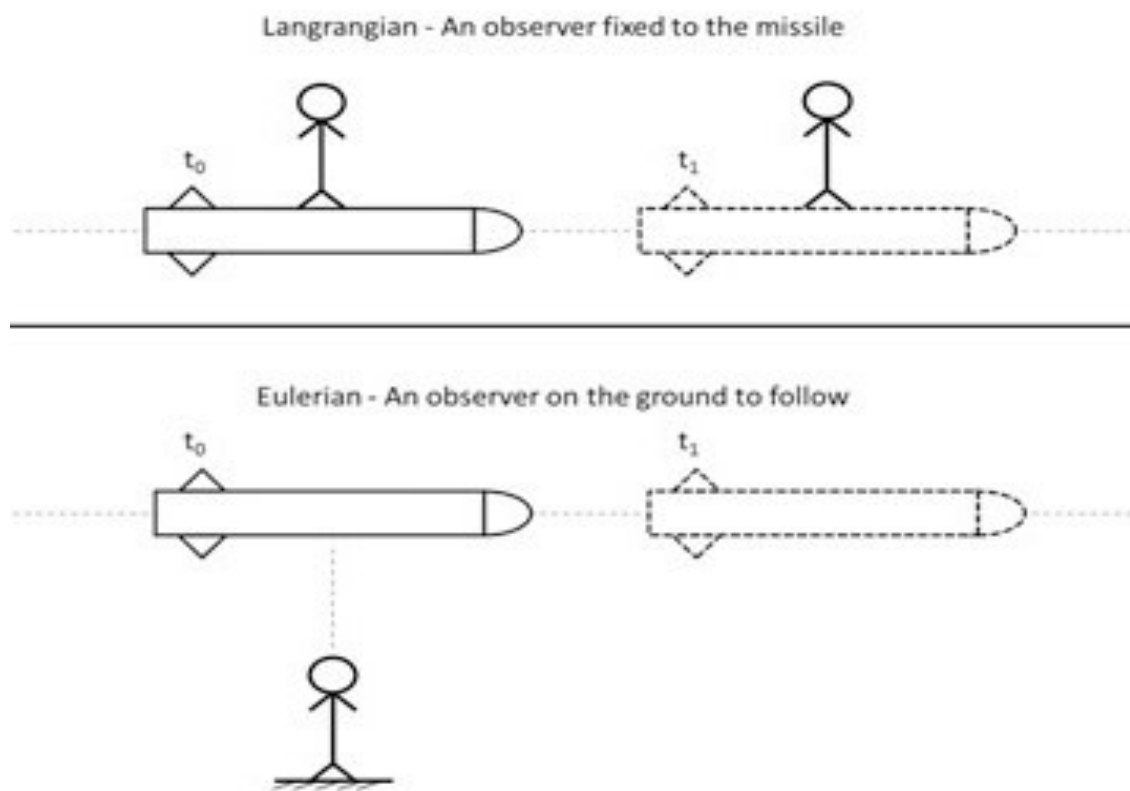 Langrangian - An observer fixed to the missile
t₀ t₁
Eulerian - An observer on the ground to follow
t₀ t₁